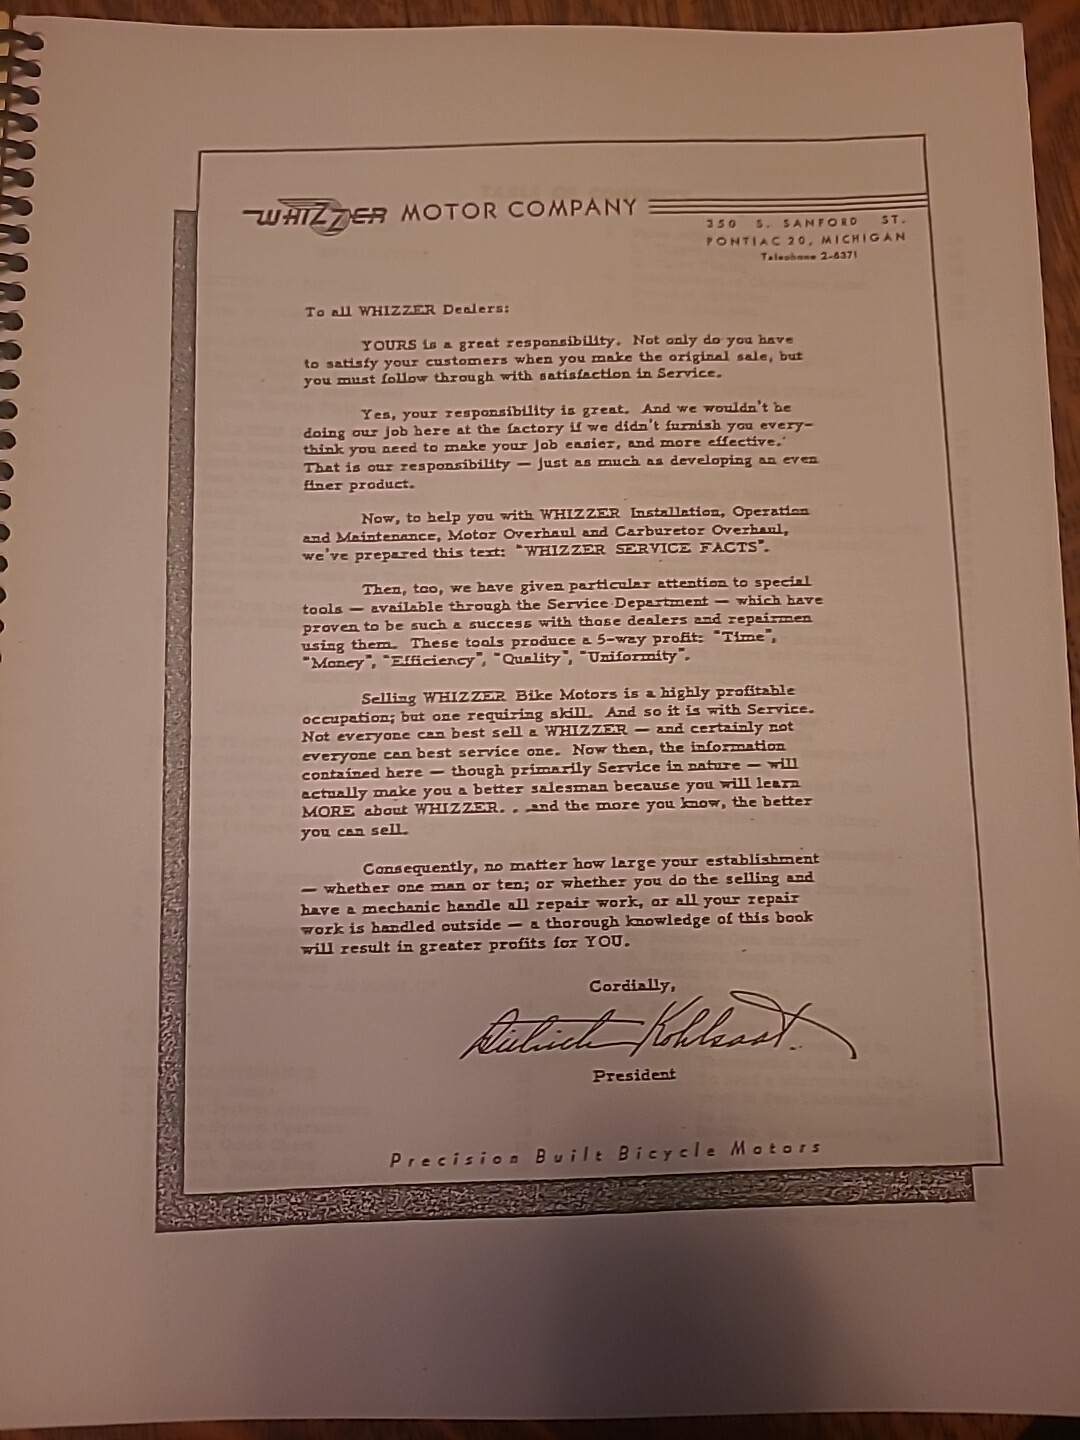 WHIZZER MOTOR COMPANY
350 S. SANFORD ST.
PONTIAC 20, MICHIGAN
Telephone 2-8371
To all WHIZZER Dealers:
YOURS is a great responsibility. Not only do you have
to satisfy your customers when you make the original sale, but
you must follow through with satisfaction in Service.
Yes, your responsibility is great. And we wouldn't be
doing our job here at the factory if we didn't furnish you every-
think you need to make your job easier, and more effective.
That is our responsibility — just as much as developing an even
finer product.
Now, to help you with WHIZZER Installation, Operation
and Maintenance, Motor Overhaul and Carburetor Overhaul,
we've prepared this text: "WHIZZER SERVICE FACTS".
Then, too, we have given particular attention to special
tools — available through the Service Department — which have
proven to be such a success with those dealers and repairmen
using them. These tools produce a 5-way profit: "Time",
"Money", "Efficiency", "Quality", "Uniformity".
Selling WHIZZER Bike Motors is a highly profitable
occupation; but one requiring skill. And so it is with Service.
Not everyone can best sell a WHIZZER — and certainly not
everyone can best service one. Now then, the information
contained here — though primarily Service in nature — will
actually make you a better salesman because you will learn
MORE about WHIZZER. . .and the more you know, the better
you can sell.
Consequently, no matter how large your establishment
— whether one man or ten; or whether you do the selling and
have a mechanic handle all repair work, or all your repair
work is handled outside — a thorough knowledge of this book
will result in greater profits for YOU.
Cordially,
Dietrich Kohlsaat.
President
Precision Built Bicycle Motors